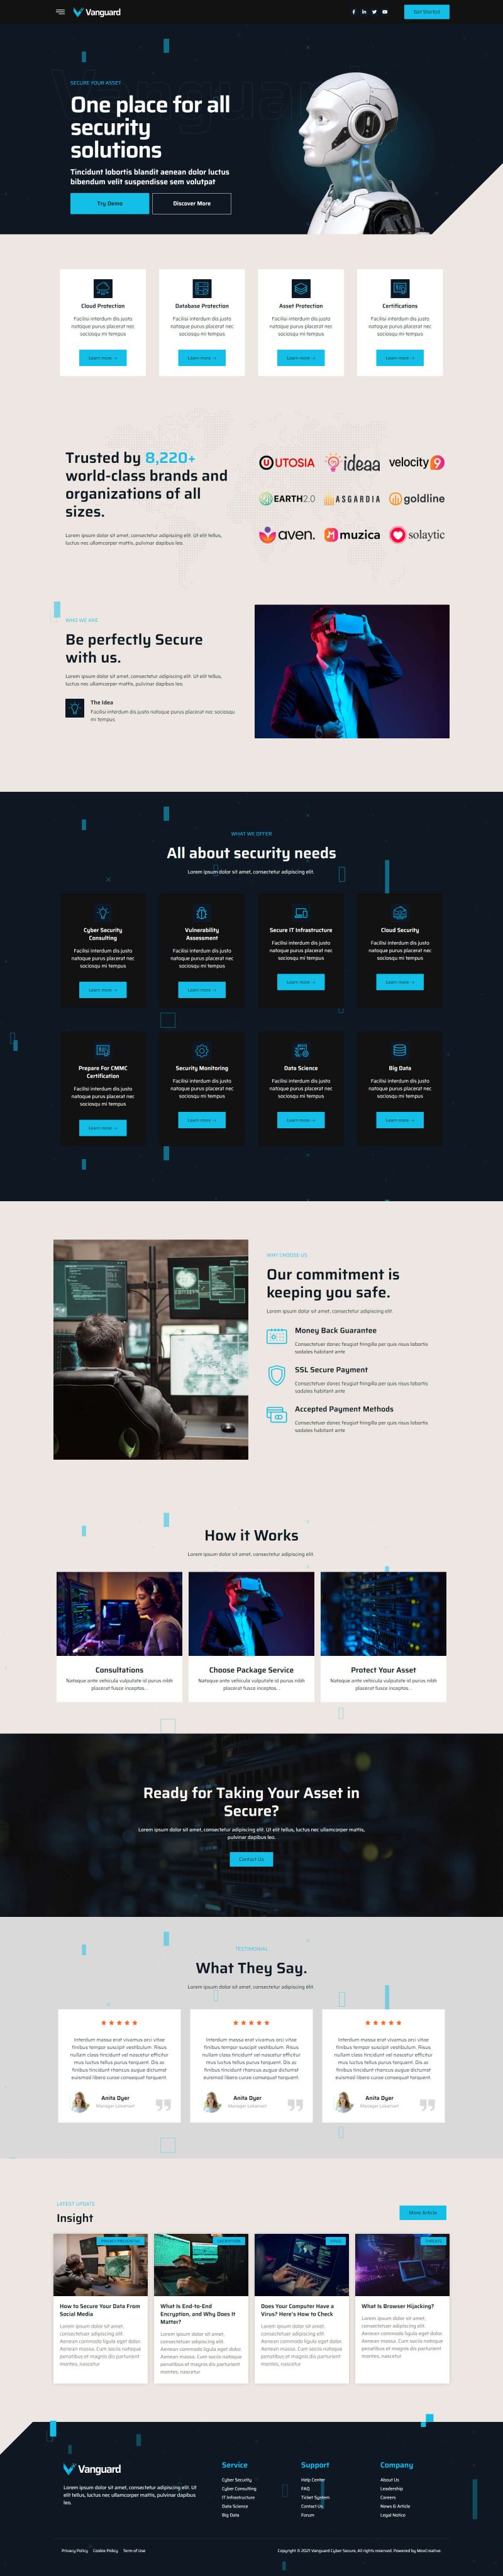 Vanguard
Get Started
Vanguard
SECURE YOUR ASSET
One place for all
security
solutions
Tincidunt lobortis blandit aenean dolor luctus
bibendum velit suspendisse sem volutpat
Try Demo
Discover More
Cloud Protection
Facilisi interdum dis justo
natoque purus placerat nec
sociosqu mi tempus
Learn more →
Database Protection
Facilisi interdum dis justo
natoque purus placerat nec
sociosqu mi tempus
Learn more →
Asset Protection
Facilisi interdum dis justo
natoque purus placerat nec
sociosqu mi tempus
Learn more →
Certifications
Facilisi interdum dis justo
natoque purus placerat nec
sociosqu mi tempus
Learn more →
Trusted by 8,220+
world-class brands and
organizations of all
sizes.
Lorem ipsum dolor sit amet, consectetur adipiscing elit. Ut elit tellus,
luctus nec ullamcorper mattis, pulvinar dapibus leo.
UTOSIA
ideaa
velocity 9
EARTH2.0
ASGARDIA
goldline
aven.
muzica
solaytic
WHO WE ARE
Be perfectly Secure
with us.
Lorem ipsum dolor sit amet, consectetur adipiscing elit. Ut elit tellus,
luctus nec ullamcorper mattis, pulvinar dapibus leo.
The Idea
Facilisi interdum dis justo natoque purus placerat nec sociosqu
mi tempus
WHAT WE OFFER
All about security needs
Lorem ipsum dolor sit amet, consectetur adipiscing elit.
Cyber Security
Consulting
Facilisi interdum dis justo
natoque purus placerat nec
sociosqu mi tempus
Learn more →
Vulnerability
Assessment
Facilisi interdum dis justo
natoque purus placerat nec
sociosqu mi tempus
Learn more →
Secure IT Infrastructure
Facilisi interdum dis justo
natoque purus placerat nec
sociosqu mi tempus
Learn more →
Cloud Security
Facilisi interdum dis justo
natoque purus placerat nec
sociosqu mi tempus
Learn more →
Prepare For CMMC
Certification
Facilisi interdum dis justo
natoque purus placerat nec
sociosqu mi tempus
Learn more →
Security Monitoring
Facilisi interdum dis justo
natoque purus placerat nec
sociosqu mi tempus
Learn more →
Data Science
Facilisi interdum dis justo
natoque purus placerat nec
sociosqu mi tempus
Learn more →
Big Data
Facilisi interdum dis justo
natoque purus placerat nec
sociosqu mi tempus
Learn more →
WHY CHOOSE US
Our commitment is
keeping you safe.
Lorem ipsum dolor sit amet, consectetur adipiscing elit.
Money Back Guarantee
Consectetuer donec feugiat fringilla per quis risus lobortis
sodales habitant ante
SSL Secure Payment
Consectetuer donec feugiat fringilla per quis risus lobortis
sodales habitant ante
Accepted Payment Methods
Consectetuer donec feugiat fringilla per quis risus lobortis
sodales habitant ante
How it Works
Lorem ipsum dolor sit amet, consectetur adipiscing elit.
Consultations
Natoque ante vehicula vulputate id purus nibh
placerat fusce inceptos. .
Choose Package Service
Natoque ante vehicula vulputate id purus nibh
placerat fusce inceptos. .
Protect Your Asset
Natoque ante vehicula vulputate id purus nibh
placerat fusce inceptos. .
Ready for Taking Your Asset in
Secure?
Lorem ipsum dolor sit amet, consectetur adipiscing elit. Ut elit tellus, luctus nec ullamcorper mattis,
pulvinar dapibus leo.
Contact Us
TESTIMONIAL
What They Say.
Lorem ipsum dolor sit amet, consectetur adipiscing elit.
Interdum massa erat vivamus orci vitae
finibus tempor suscipit vestibulum. Risus
nullam class tincidunt vel nascetur efficitur
mus luctus tellus purus torquent. Dis as
finibus tincidunt rhoncus augue dictumst
euismod libero curae consequat torquent.
Anita Dyer
Manager Lakemart
Interdum massa erat vivamus orci vitae
finibus tempor suscipit vestibulum. Risus
nullam class tincidunt vel nascetur efficitur
mus luctus tellus purus torquent. Dis as
finibus tincidunt rhoncus augue dictumst
euismod libero curae consequat torquent.
Anita Dyer
Manager Lakemart
Interdum massa erat vivamus orci vitae
finibus tempor suscipit vestibulum. Risus
nullam class tincidunt vel nascetur efficitur
mus luctus tellus purus torquent. Dis as
finibus tincidunt rhoncus augue dictumst
euismod libero curae consequat torquent.
Anita Dyer
Manager Lakemart
LATEST UPDATE
Insight
More Article
How to Secure Your Data From
Social Media
Lorem ipsum dolor sit amet,
consectetuer adipiscing elit.
Aenean commodo ligula eget dolor.
Aenean massa. Cum sociis natoque
penatibus et magnis dis parturient
montes, nascetur
ENCRYPTION
What Is End-to-End
Encryption, and Why Does It
Matter?
Lorem ipsum dolor sit amet,
consectetuer adipiscing elit.
Aenean commodo ligula eget dolor.
Aenean massa. Cum sociis natoque
penatibus et magnis dis parturient
montes, nascetur
VIRUS
Does Your Computer Have a
Virus? Here's How to Check
Lorem ipsum dolor sit amet,
consectetuer adipiscing elit.
Aenean commodo ligula eget dolor.
Aenean massa. Cum sociis natoque
penatibus et magnis dis parturient
montes, nascetur
What Is Browser Hijacking?
Lorem ipsum dolor sit amet,
consectetuer adipiscing elit.
Aenean commodo ligula eget dolor.
Aenean massa. Cum sociis natoque
penatibus et magnis dis parturient
montes, nascetur
Vanguard
Lorem ipsum dolor sit amet, consectetur adipiscing elit. Ut
elit tellus, luctus nec ullamcorper mattis, pulvinar dapibus
leo.
Service
Cyber Security
Cyber Consulting
IT Infrastructure
Data Science
Big Data
Support
Help Center
FAQ
Ticket System
Contact Us
Forum
Company
About Us
Leadership
Careers
News & Article
Legal Notice
Privacy Policy
Cookie Policy
Term of Use
Copyright © 2021 Vanguard Cyber Secure, All rights reserved. Powered by MaxCreative.